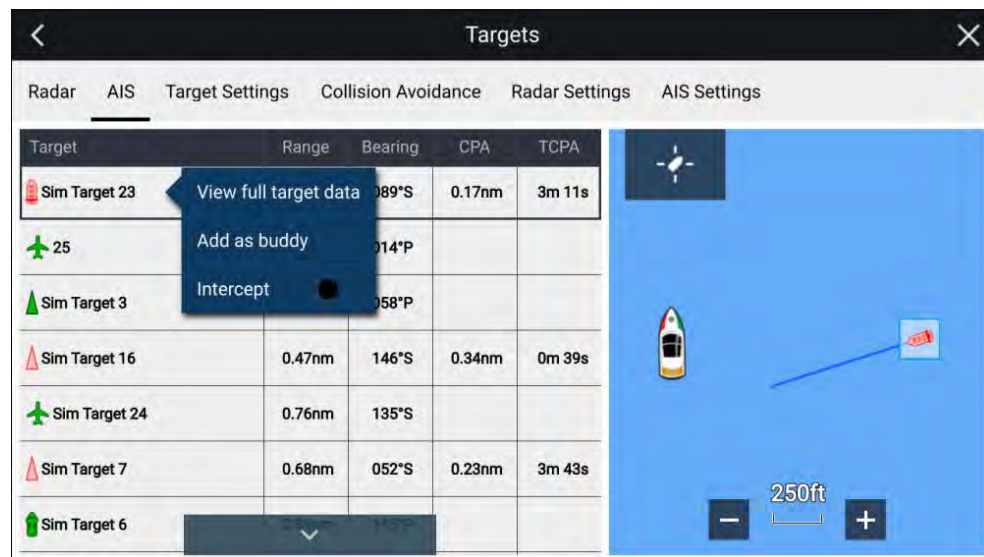 Targets
Radar AIS Target Settings Collision Avoidance Radar Settings AIS Settings
Target Range Bearing CPA TCPA
Sim Target 23 089°S 0.17nm 3m 11s
View full target data
25 014°P
Add as buddy
Sim Target 3 058°P
Intercept
Sim Target 16 0.47nm 146°S 0.34nm 0m 39s
Sim Target 24 0.76nm 135°S
Sim Target 7 0.68nm 052°S 0.23nm 3m 43s
Sim Target 6
250ft